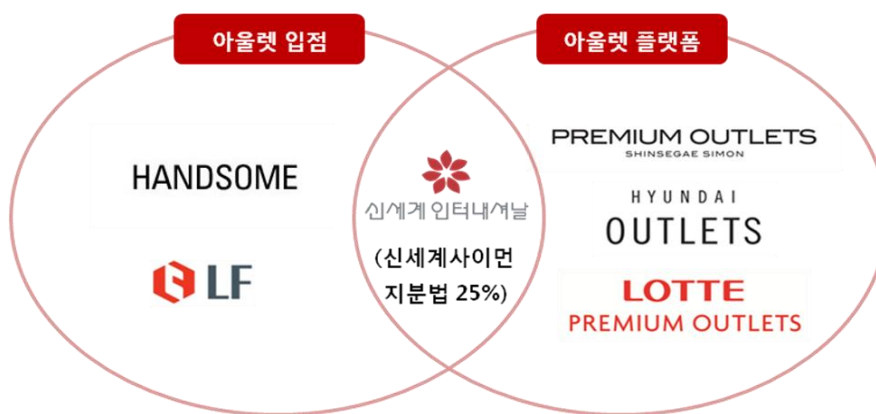 아울렛 입점
아울렛 플랫폼
HANDSOME
LF
신세계인터내셔날
(신세계사이먼
지분법 25%)
PREMIUM OUTLETS
SHINSEGAE SIMON
HYUNDAI
OUTLETS
LOTTE
PREMIUM OUTLETS